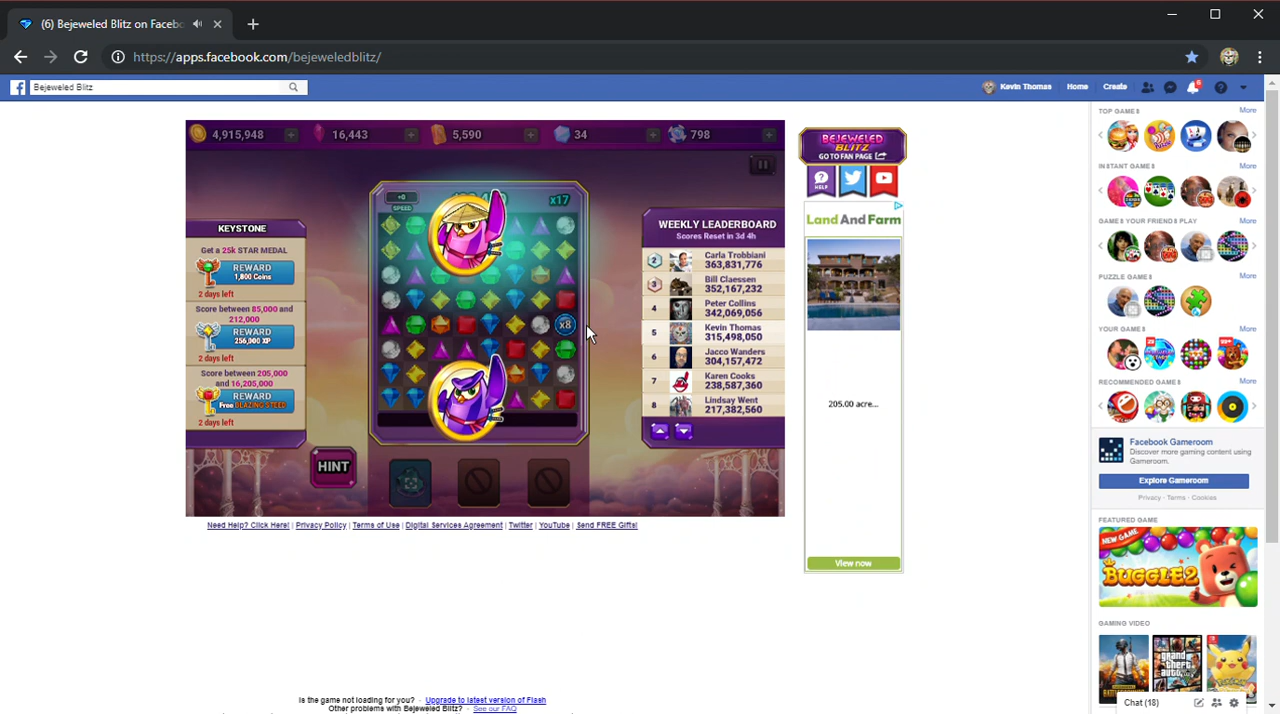 (6) Bejeweled Blitz on Facebo
https://apps.facebook.com/bejeweledblitz/
Bejeweled Blitz
Kevin Thomas
Home
Create
4,915,948
16,443
5,590
34
798
+0
SPEED
x17
x8
KEYSTONE
Get a 25k STAR MEDAL
REWARD
1,800 Coins
2 days left
Score between 85,000 and
212,000
REWARD
256,000 XP
2 days left
Score between 205,000
and 16,205,000
REWARD
Free BLAZING STEED
2 days left
HINT
WEEKLY LEADERBOARD
Scores Reset in 3d 4h
2 Carla Trobbiani
363,831,776
3 Bill Claessen
352,167,232
4 Peter Collins
342,069,056
5 Kevin Thomas
315,498,050
6 Jacco Wanders
304,157,472
7 Karen Cooks
238,587,360
8 Lindsay Went
217,382,560
Need Help? Click Here! | Privacy Policy | Terms of Use | Digital Services Agreement | Twitter | YouTube | Send FREE Gifts!
BEJEWELED
BLITZ
GO TO FAN PAGE
HELP
Land And Farm
205.00 acre...
View now
TOP GAMES
More
INSTANT GAMES
More
GAMES YOUR FRIENDS PLAY
More
PUZZLE GAMES
More
YOUR GAMES
More
RECOMMENDED GAMES
More
Facebook Gameroom
Discover more gaming content using
Gameroom.
Explore Gameroom
Privacy · Terms · Cookies
FEATURED GAME
NEW GAME
BUGGLE2
GAMING VIDEO
Chat (18)
Is the game not loading for you? - Upgrade to latest version of Flash
Other problems with Bejeweled Blitz? - See our FAQ